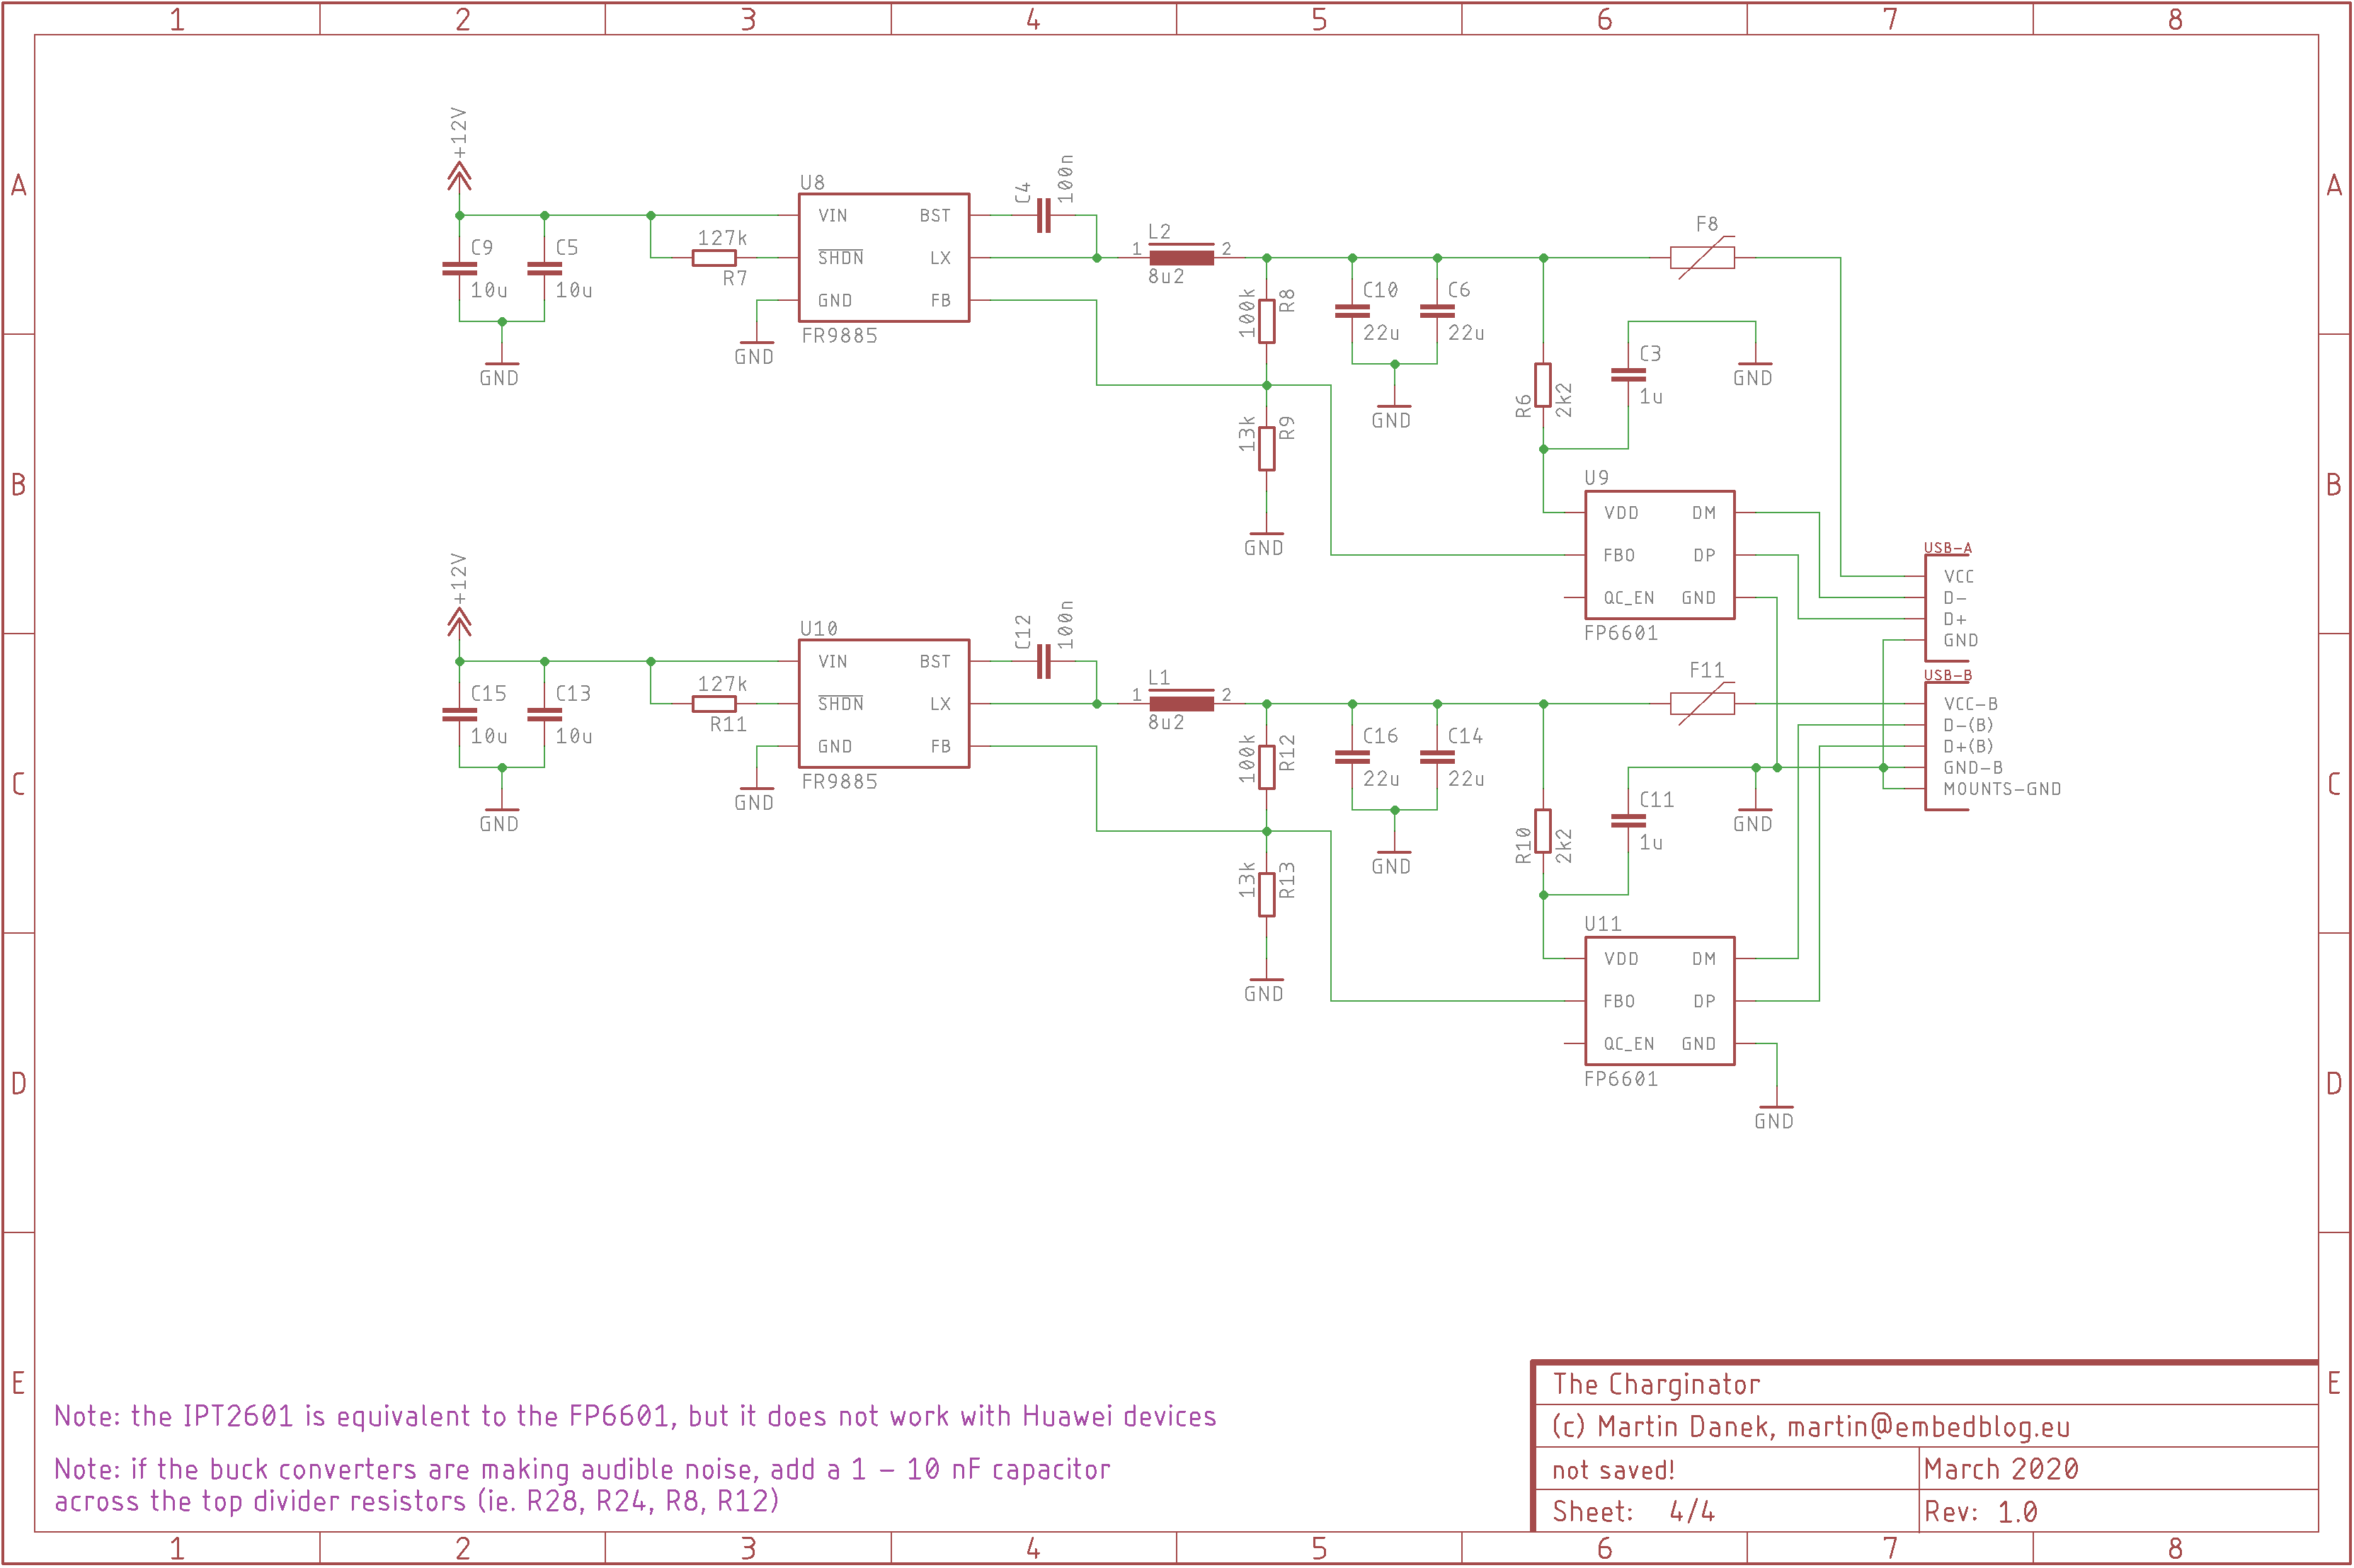 1 2 3 4 5 6 7 8
A A
B B
C C
D D
E E
+12V
C9
10u
C5
10u
GND
127k
R7
GND
U8
VIN BST
SHDN LX
GND FB
FR9885
C4
100n
1 L2 2
8u2
100k
R8
13k
R9
GND
C10
22u
C6
22u
GND
R6
2k2
C3
1u
GND
F8
U9
VDD DM
FBO DP
QC_EN GND
FP6601
USB-A
VCC
D-
D+
GND
USB-B
VCC-B
D-(B)
D+(B)
GND-B
MOUNTS-GND
+12V
C15
10u
C13
10u
GND
127k
R11
GND
U10
VIN BST
SHDN LX
GND FB
FR9885
C12
100n
1 L1 2
8u2
100k
R12
13k
R13
GND
C16
22u
C14
22u
GND
R10
2k2
C11
1u
GND
F11
U11
VDD DM
FBO DP
QC_EN GND
FP6601
GND
Note: the IPT2601 is equivalent to the FP6601, but it does not work with Huawei devices
Note: if the buck converters are making audible noise, add a 1 - 10 nF capacitor
across the top divider resistors (ie. R28, R24, R8, R12)
The Charginator
(c) Martin Danek, martin@embedblog.eu
not saved! March 2020
Sheet: 4/4 Rev: 1.0
1 2 3 4 5 6 7 8